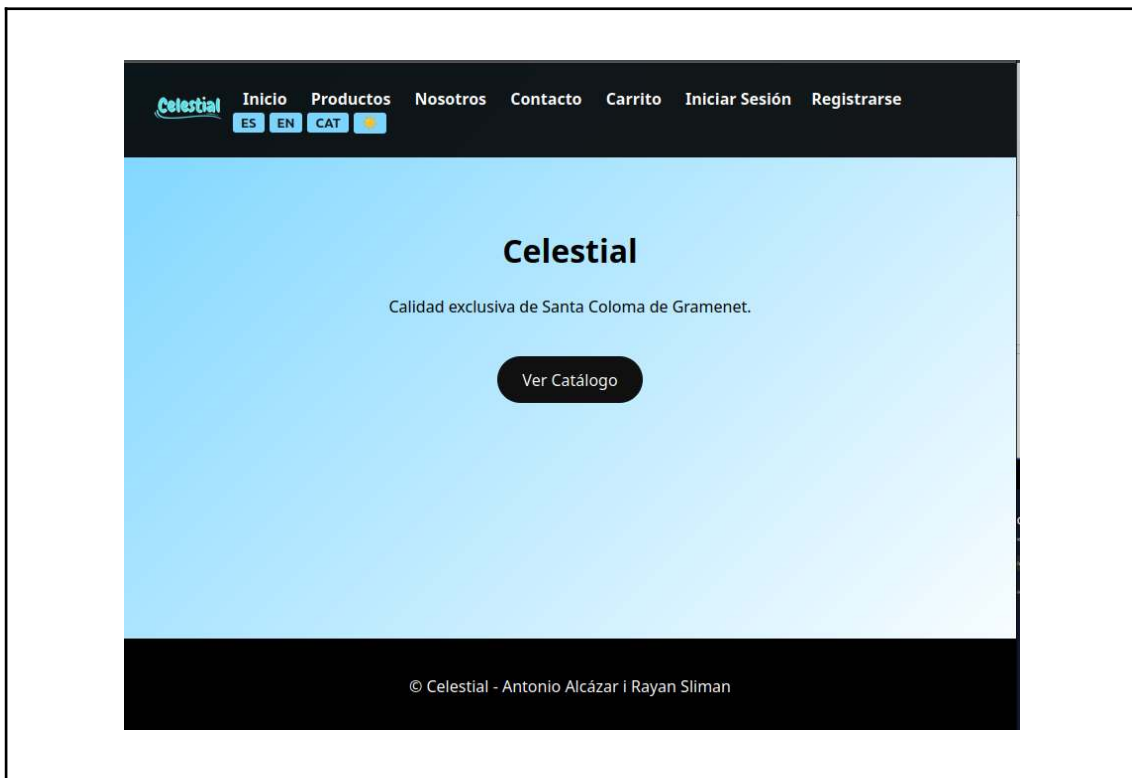 Celestial
Inicio Productos Nosotros Contacto Carrito Iniciar Sesión Registrarse
ES EN CAT
Celestial
Calidad exclusiva de Santa Coloma de Gramenet.
Ver Catálogo
© Celestial - Antonio Alcázar i Rayan Sliman